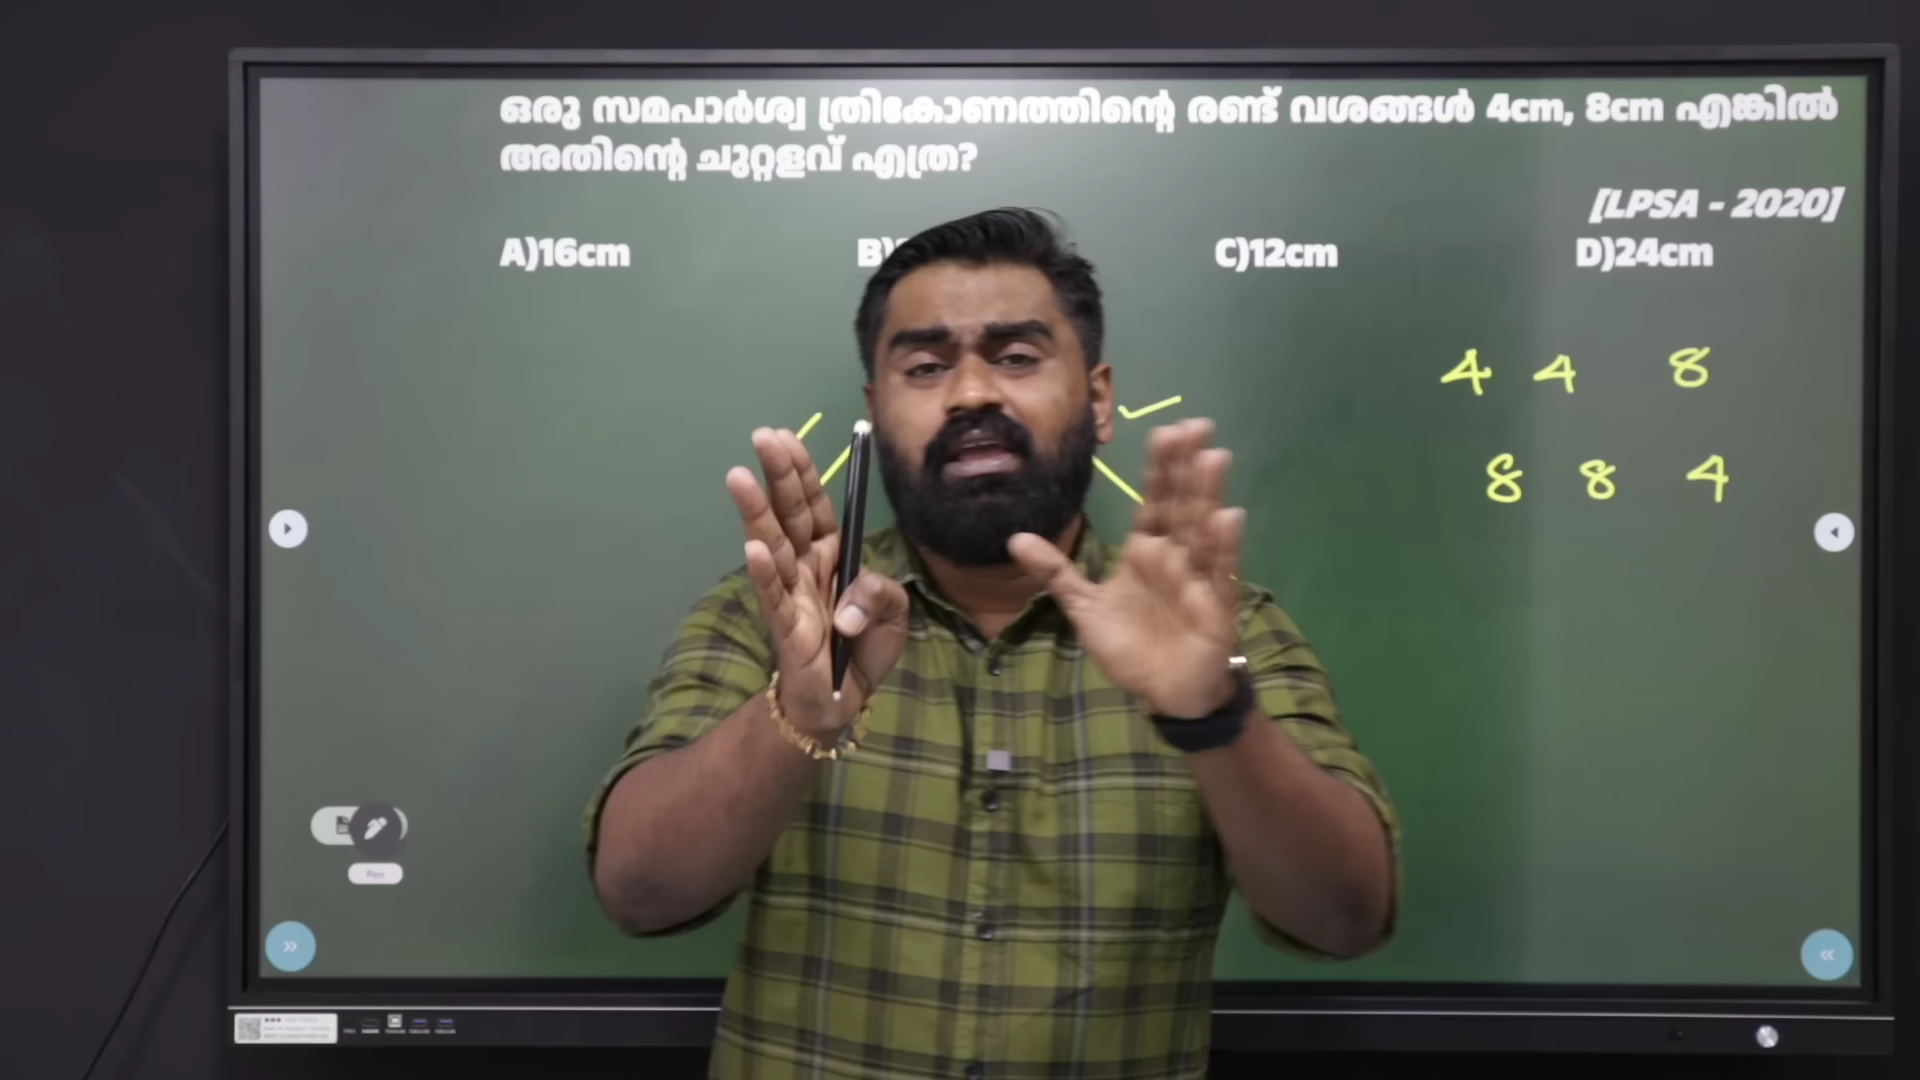 ഒരു സമപാർശ്വ ത്രികോണത്തിന്റെ രണ്ട് വശങ്ങൾ 4cm, 8cm എങ്കിൽ
അതിന്റെ ചുറ്റളവ് എത്ര?
[LPSA - 2020]
A)16cm B) C)12cm D)24cm
4 4 8
8 8 4
Pen